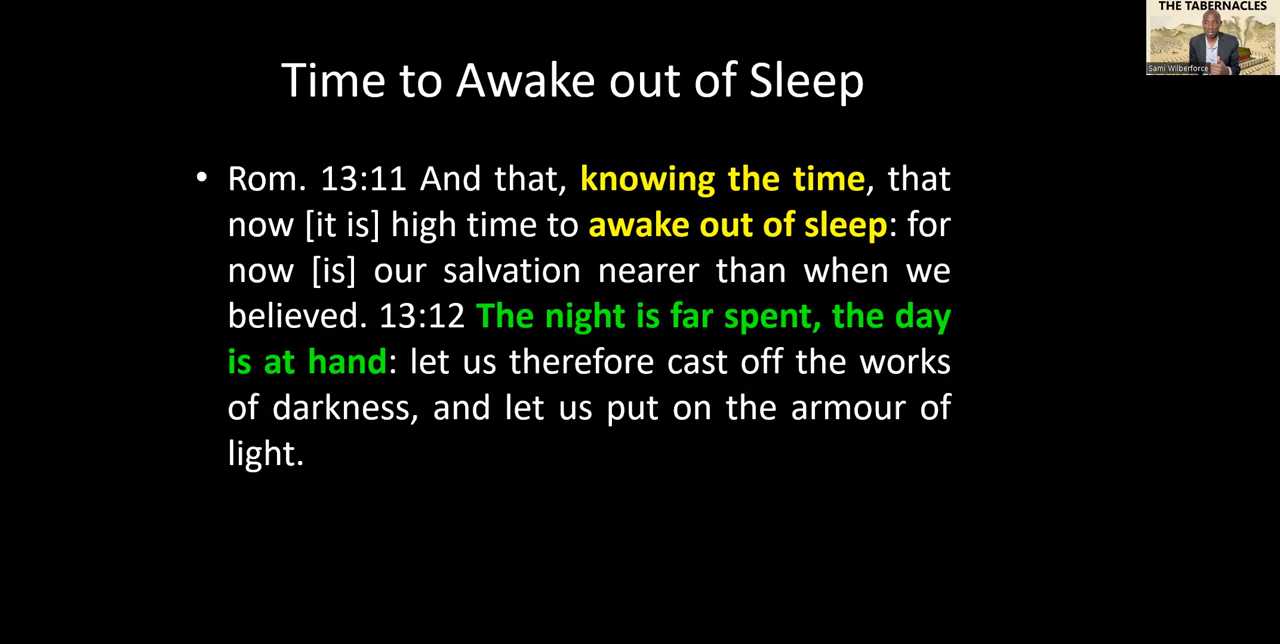 THE TABERNACLES
Sami Wilberforce
Time to Awake out of Sleep
• Rom. 13:11 And that, knowing the time, that
now [it is] high time to awake out of sleep: for
now [is] our salvation nearer than when we
believed. 13:12 The night is far spent, the day
is at hand: let us therefore cast off the works
of darkness, and let us put on the armour of
light.